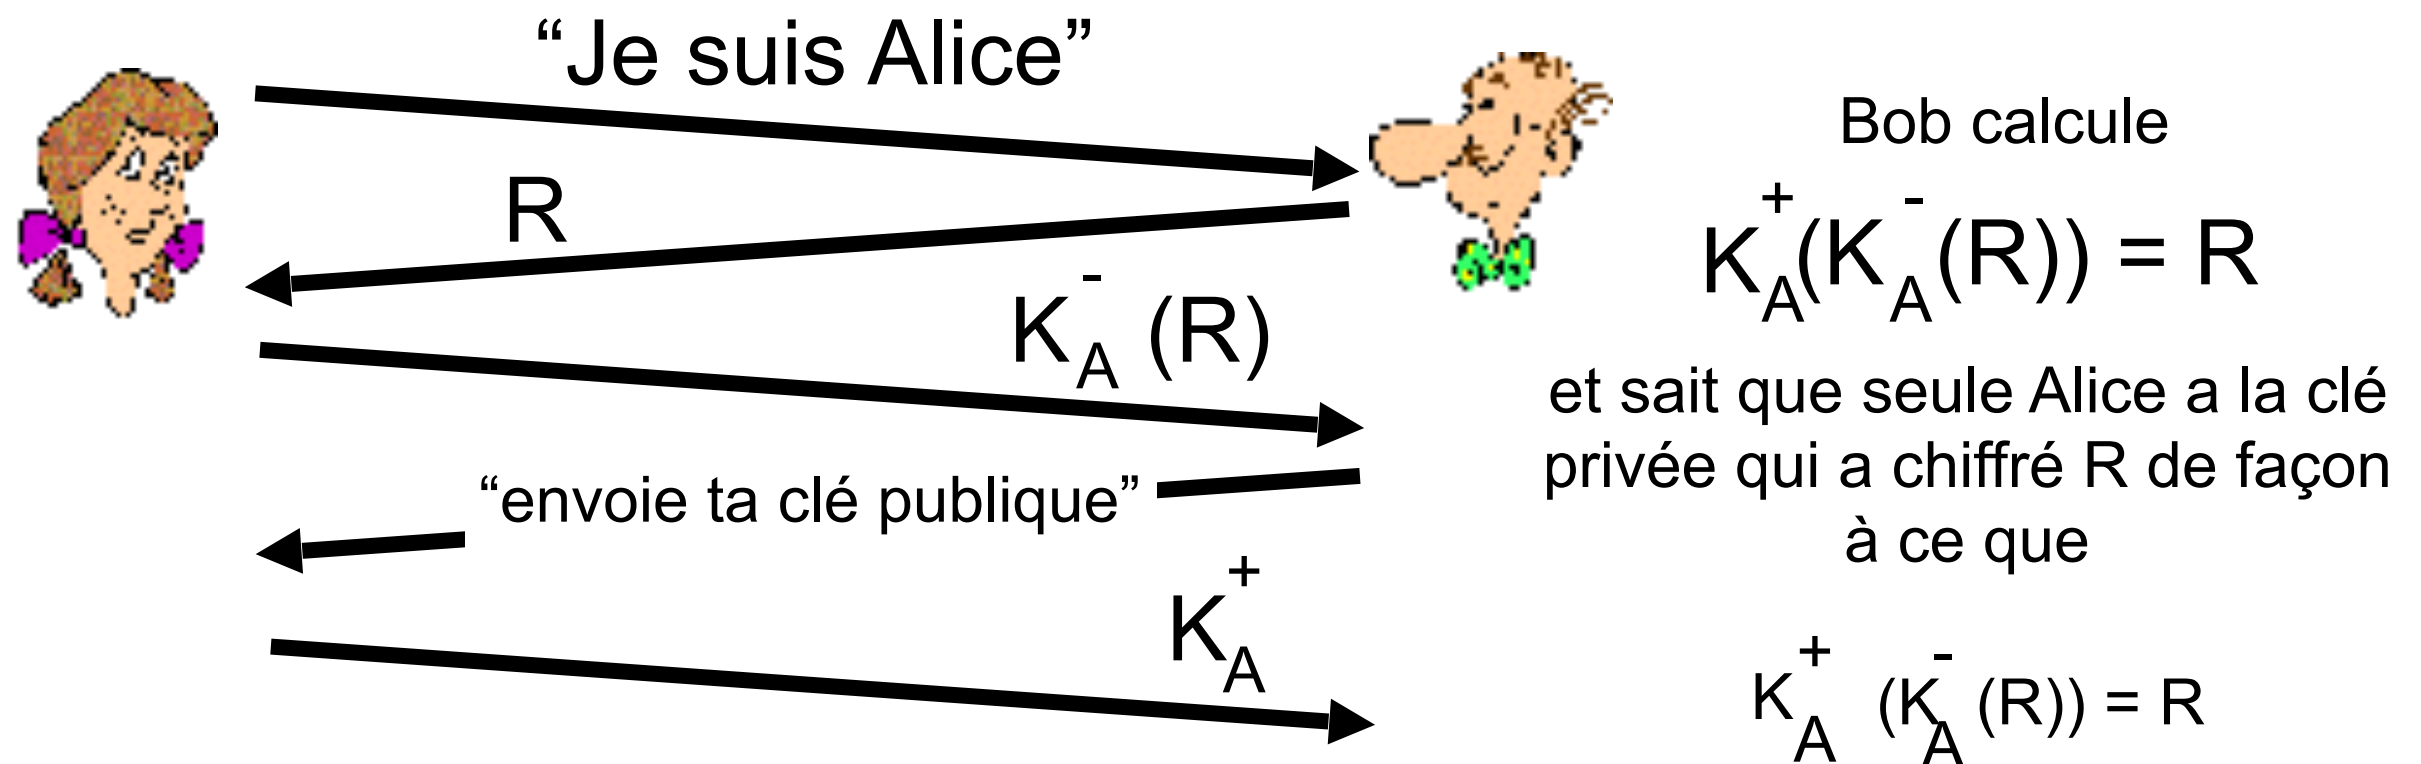 “Je suis Alice”
R
K_A^- (R)
“envoie ta clé publique”
K_A^+
Bob calcule
K_A^+(K_A^-(R)) = R
et sait que seule Alice a la clé
privée qui a chiffré R de façon
à ce que
K_A^+ (K_A^- (R)) = R